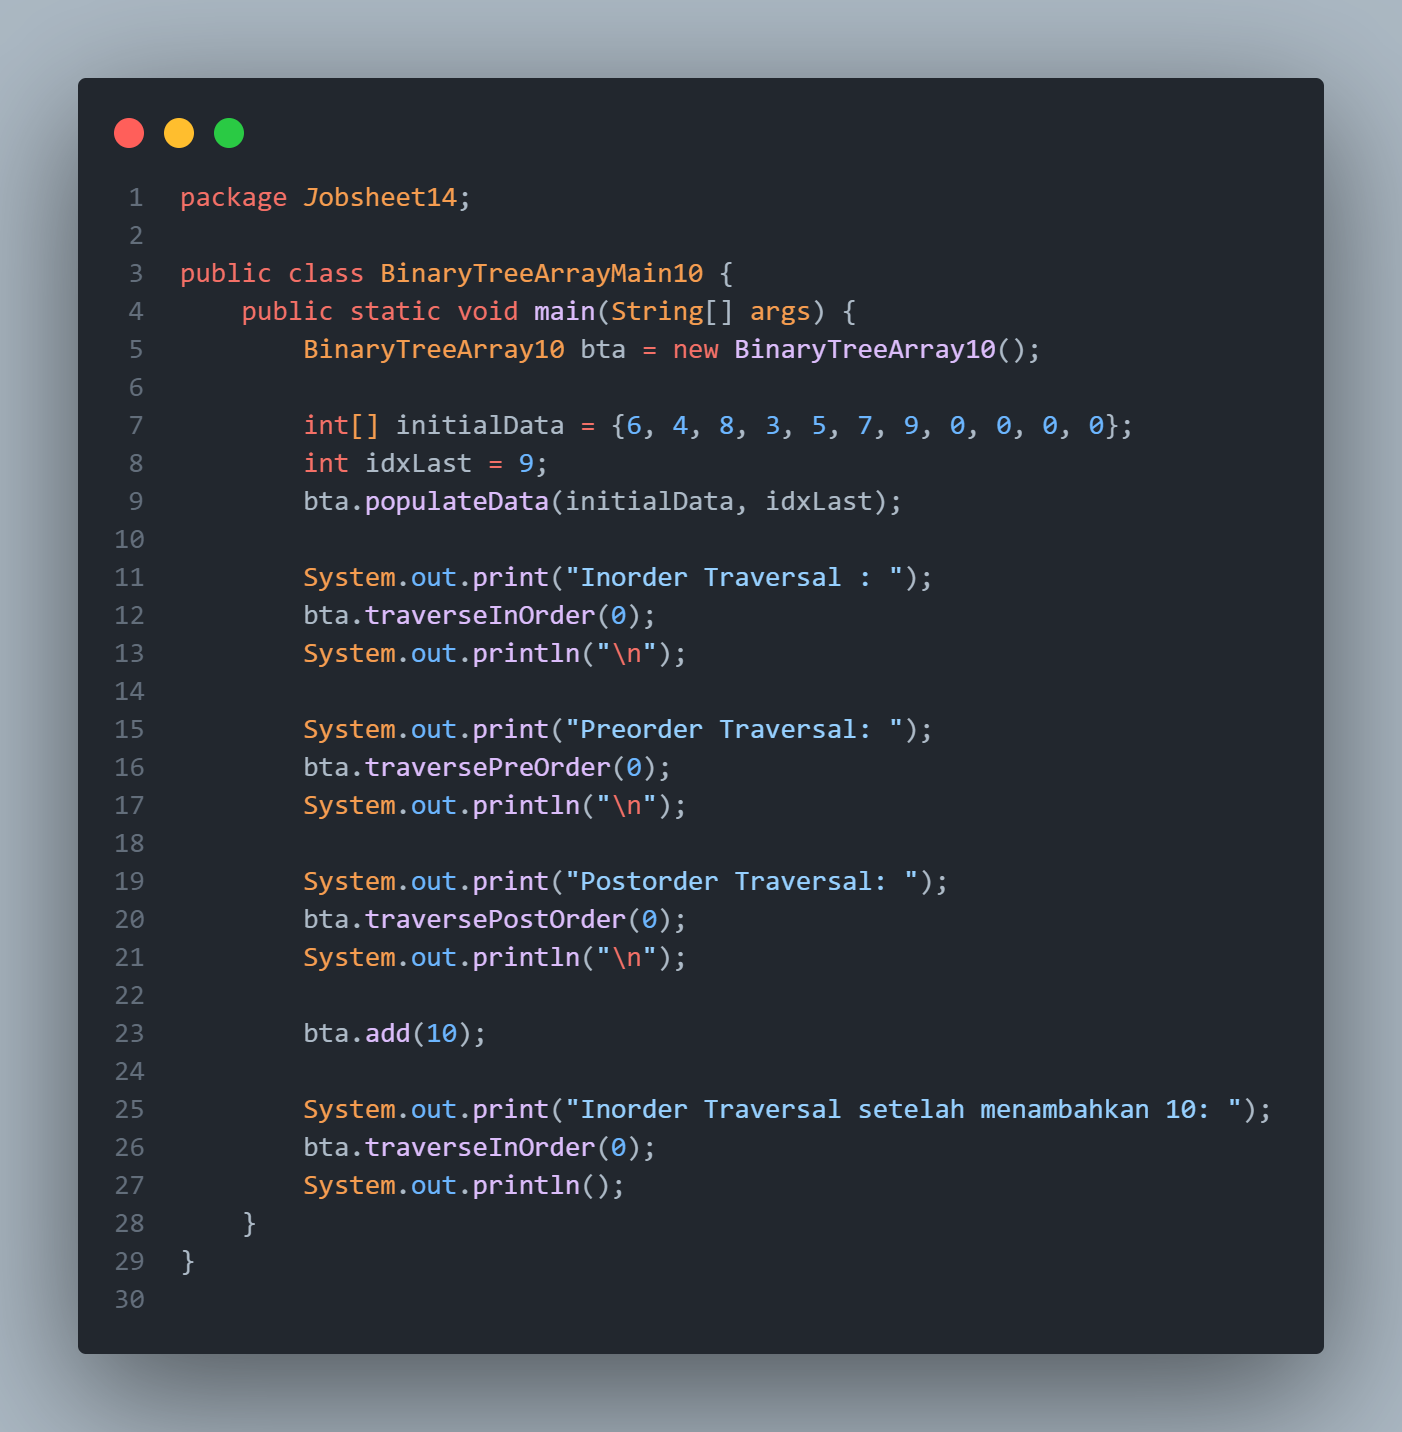 1 package Jobsheet14;
2
3 public class BinaryTreeArrayMain10 {
4     public static void main(String[] args) {
5         BinaryTreeArray10 bta = new BinaryTreeArray10();
6
7         int[] initialData = {6, 4, 8, 3, 5, 7, 9, 0, 0, 0, 0};
8         int idxLast = 9;
9         bta.populateData(initialData, idxLast);
10
11         System.out.print("Inorder Traversal : ");
12         bta.traverseInOrder(0);
13         System.out.println("\n");
14
15         System.out.print("Preorder Traversal: ");
16         bta.traversePreOrder(0);
17         System.out.println("\n");
18
19         System.out.print("Postorder Traversal: ");
20         bta.traversePostOrder(0);
21         System.out.println("\n");
22
23         bta.add(10);
24
25         System.out.print("Inorder Traversal setelah menambahkan 10: ");
26         bta.traverseInOrder(0);
27         System.out.println();
28     }
29 }
30